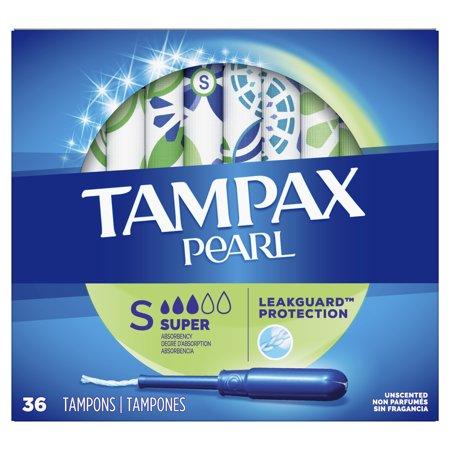 S
TAMPAX
PEARL
S SUPER
ABSORBENCY
DEGRÉ D'ABSORPTION
ABSORBENCIA
LEAKGUARD™
PROTECTION
36 TAMPONS | TAMPONES
UNSCENTED
NON PARFUMÉS
SIN FRAGANCIA